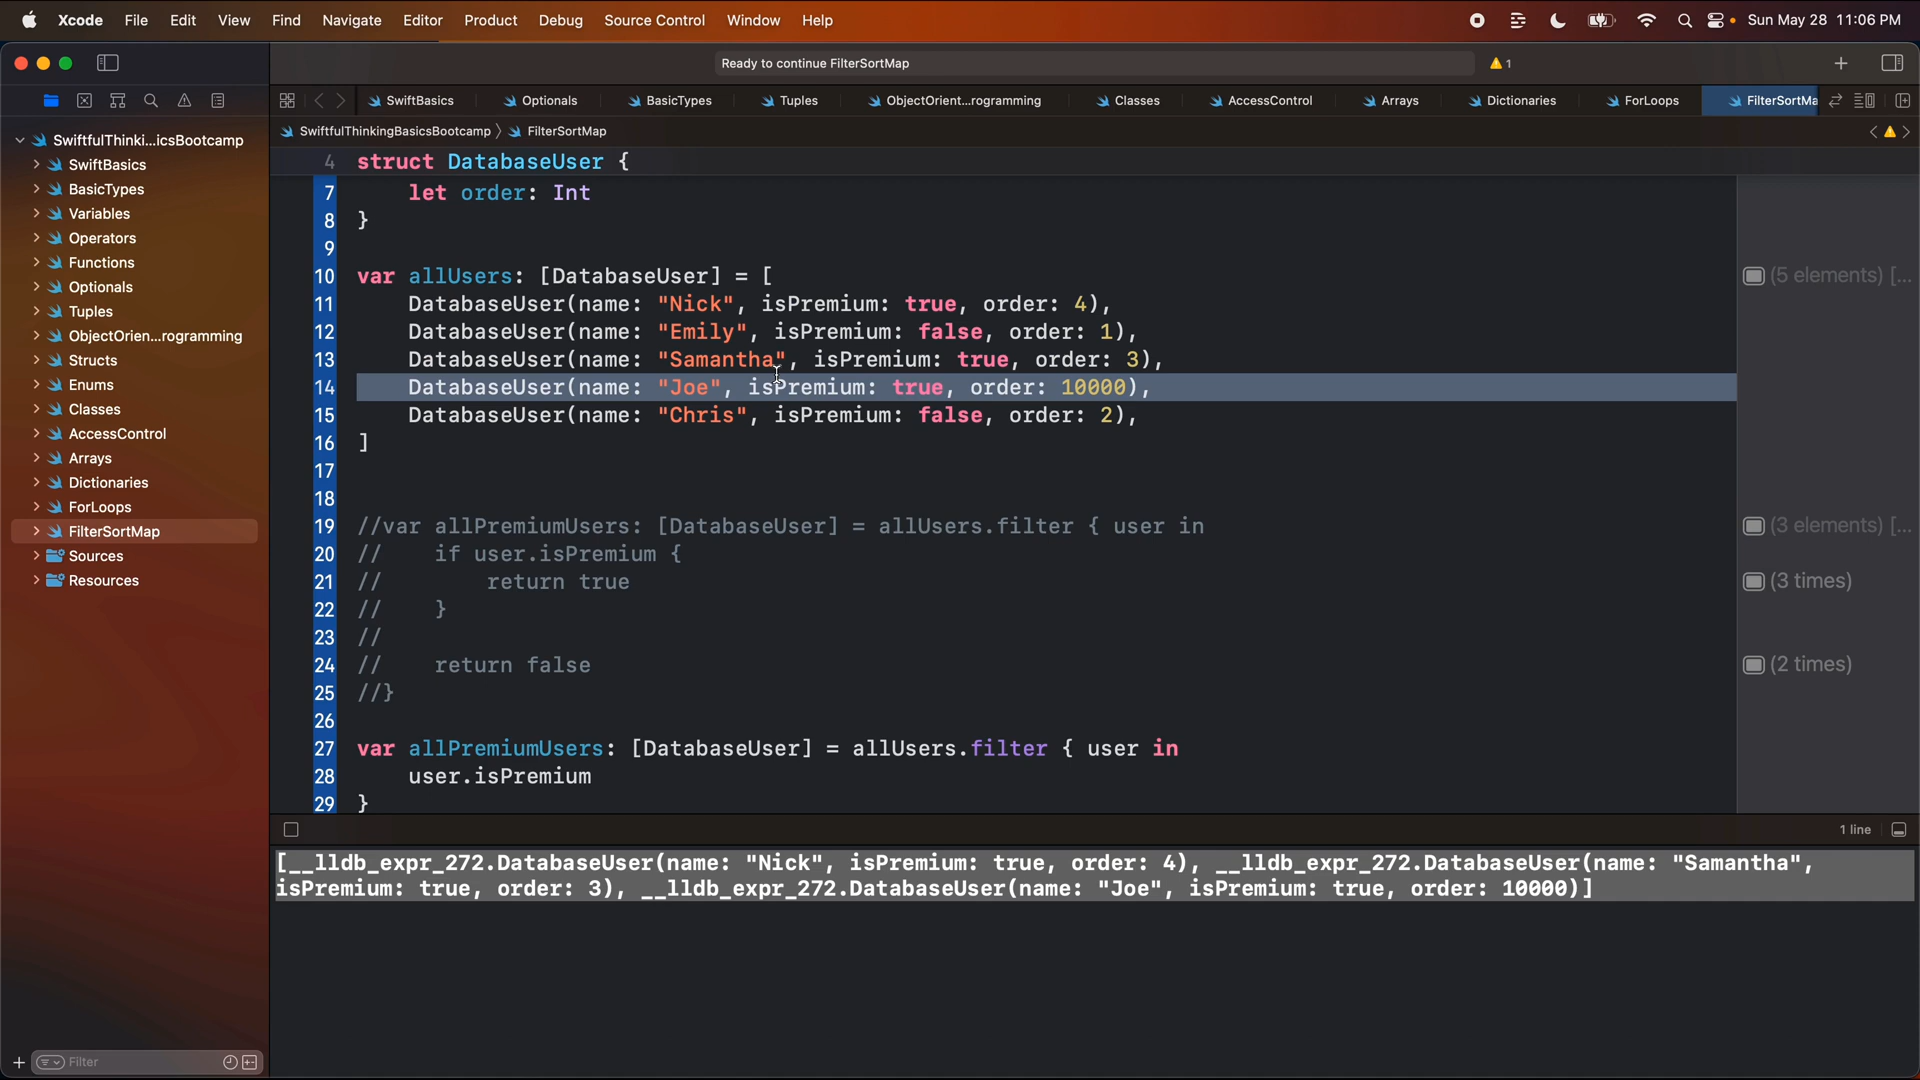 Xcode File Edit View Find Navigate Editor Product Debug Source Control Window Help Sun May 28 11:06 PM
Ready to continue FilterSortMap 1
SwiftBasics Optionals BasicTypes Tuples ObjectOrient...rogramming Classes AccessControl Arrays Dictionaries ForLoops FilterSortMa
SwiftfulThinkingBasicsBootcamp FilterSortMap
SwiftfulThinki...icsBootcamp
SwiftBasics
BasicTypes
Variables
Operators
Functions
Optionals
Tuples
ObjectOrien...rogramming
Structs
Enums
Classes
AccessControl
Arrays
Dictionaries
ForLoops
FilterSortMap
Sources
Resources
Filter
4 struct DatabaseUser {
7 let order: Int
8 }
9
10 var allUsers: [DatabaseUser] = [
11 DatabaseUser(name: "Nick", isPremium: true, order: 4),
12 DatabaseUser(name: "Emily", isPremium: false, order: 1),
13 DatabaseUser(name: "Samantha", isPremium: true, order: 3),
14 DatabaseUser(name: "Joe", isPremium: true, order: 10000),
15 DatabaseUser(name: "Chris", isPremium: false, order: 2),
16 ]
17
18
19 //var allPremiumUsers: [DatabaseUser] = allUsers.filter { user in
20 // if user.isPremium {
21 // return true
22 // }
23 //
24 // return false
25 //}
26
27 var allPremiumUsers: [DatabaseUser] = allUsers.filter { user in
28 user.isPremium
29 }
(5 elements) [...
(3 elements) [...
(3 times)
(2 times)
1 line
[__lldb_expr_272.DatabaseUser(name: "Nick", isPremium: true, order: 4), __lldb_expr_272.DatabaseUser(name: "Samantha",
isPremium: true, order: 3), __lldb_expr_272.DatabaseUser(name: "Joe", isPremium: true, order: 10000)]